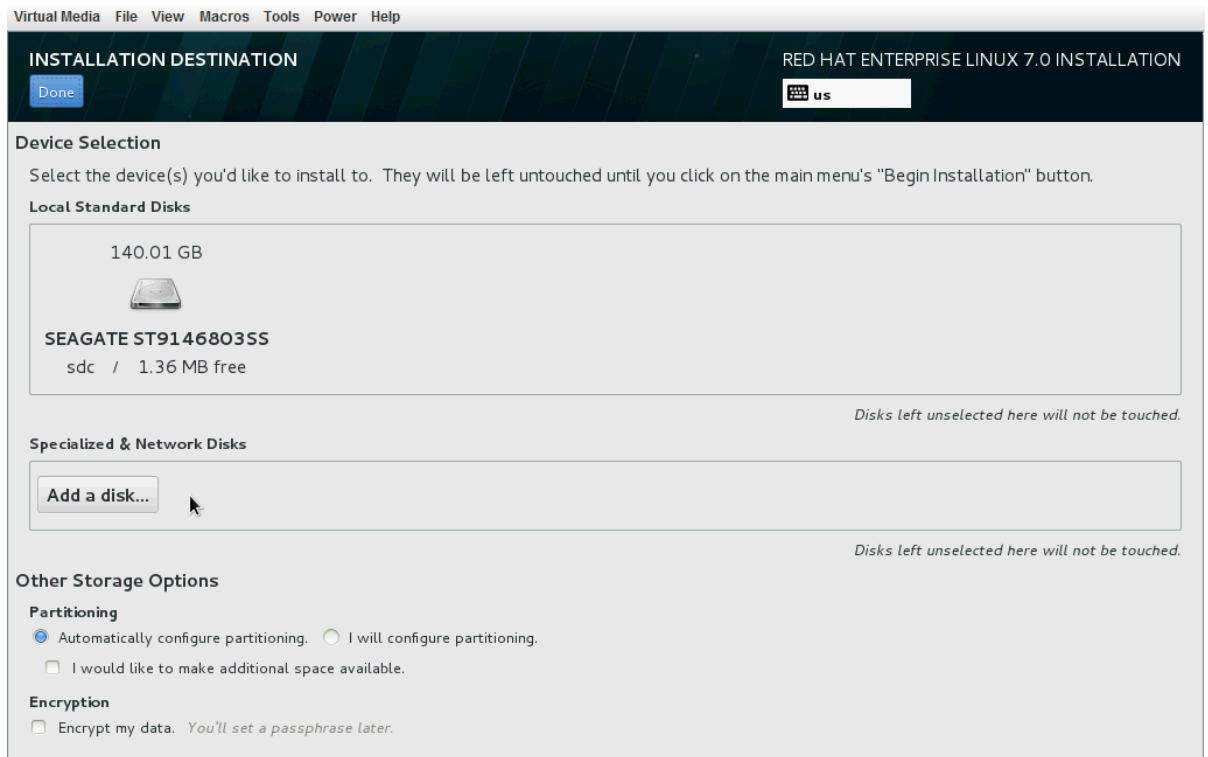 Virtual Media File View Macros Tools Power Help
INSTALLATION DESTINATION
Done
RED HAT ENTERPRISE LINUX 7.0 INSTALLATION
us
Device Selection
Select the device(s) you'd like to install to. They will be left untouched until you click on the main menu's "Begin Installation" button.
Local Standard Disks
140.01 GB
SEAGATE ST9146803SS
sdc / 1.36 MB free
Disks left unselected here will not be touched.
Specialized & Network Disks
Add a disk...
Disks left unselected here will not be touched.
Other Storage Options
Partitioning
Automatically configure partitioning. I will configure partitioning.
I would like to make additional space available.
Encryption
Encrypt my data. You'll set a passphrase later.